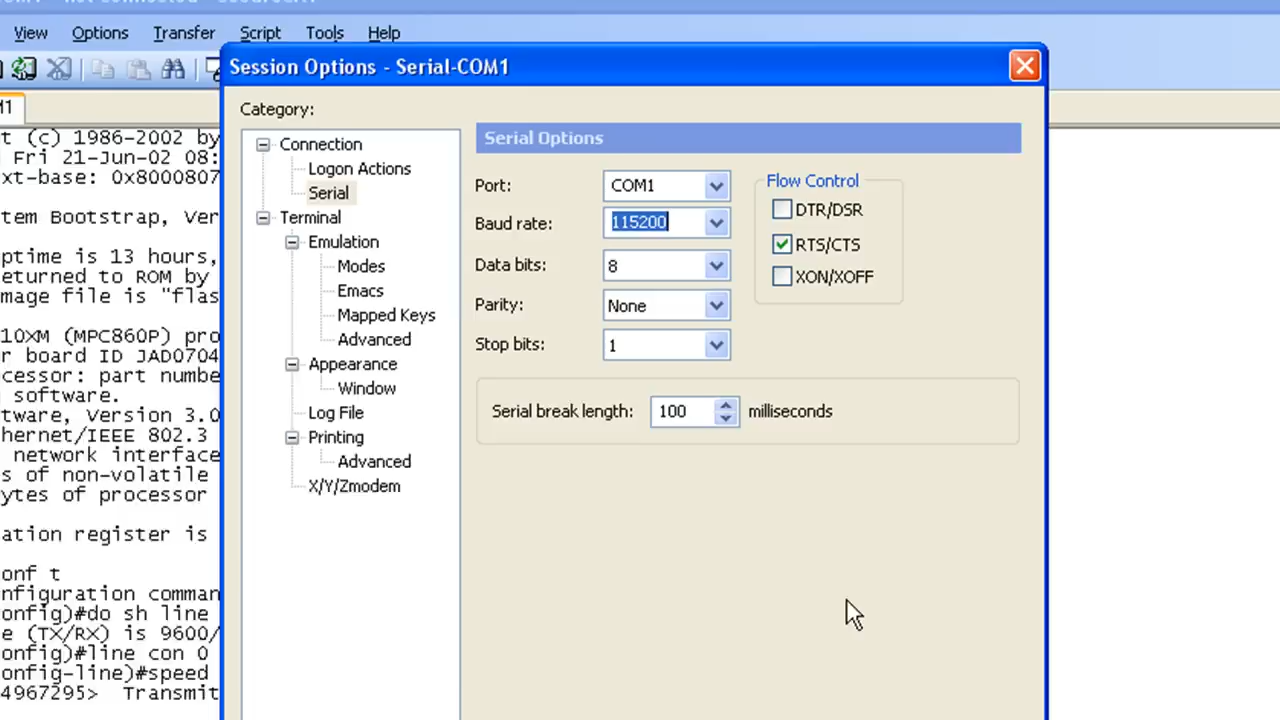 View Options Transfer Script Tools Help
Session Options - Serial-COM1
M1
Category:
Connection
Logon Actions
Serial
Terminal
Emulation
Modes
Emacs
Mapped Keys
Advanced
Appearance
Window
Log File
Printing
Advanced
X/Y/Zmodem
Serial Options
Port: COM1
Baud rate: 115200
Data bits: 8
Parity: None
Stop bits: 1
Flow Control
DTR/DSR
RTS/CTS
XON/XOFF
Serial break length: 100 milliseconds
t (c) 1986-2002 by
Fri 21-Jun-02 08:
xt-base: 0x8000807
tem Bootstrap, Ver
ptime is 13 hours,
eturned to ROM by
mage file is "flas
10XM (MPC860P) pro
r board ID JAD0704
cessor: part numbe
software.
tware, Version 3.0
hernet/IEEE 802.3
network interface
s of non-volatile
ytes of processor
ation register is
onf t
nfiguration comman
onfig)#do sh line
e (TX/RX) is 9600/
onfig)#line con 0
onfig-line)#speed
4967295> Transmit